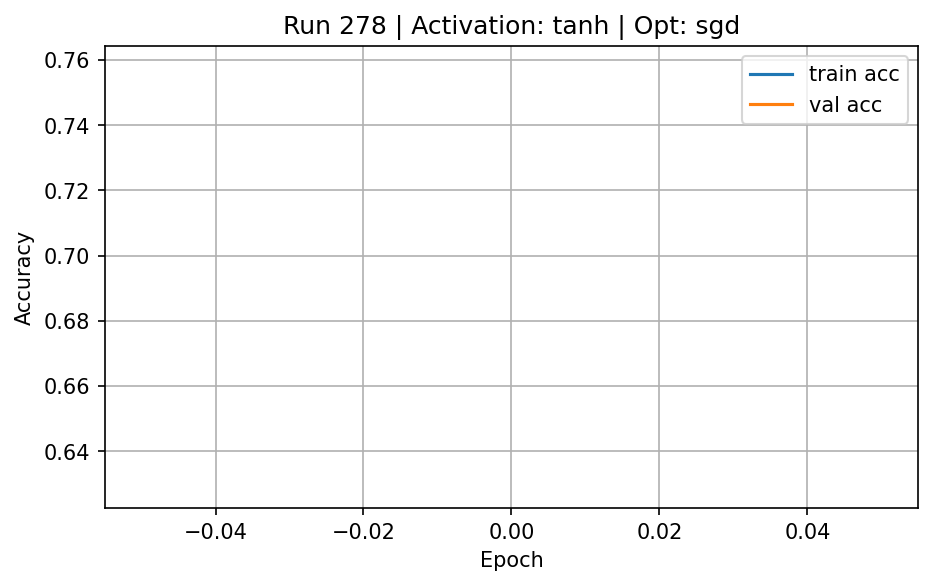 Run 278 | Activation: tanh | Opt: sgd
train acc
val acc
Accuracy
0.76
0.74
0.72
0.70
0.68
0.66
0.64
−0.04
−0.02
0.00
0.02
0.04
Epoch